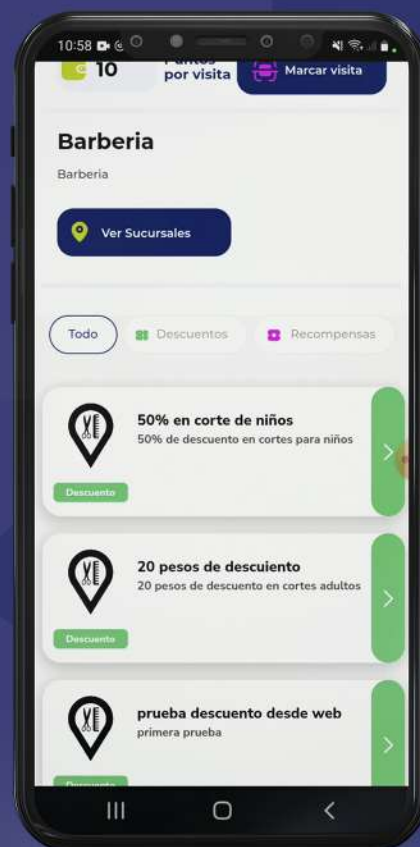 10:58
10
Puntos
por visita
Marcar visita
Barberia
Barberia
Ver Sucursales
Todo
Descuentos
Recompensas
50% en corte de niños
50% de descuento en cortes para niños
Descuento
20 pesos de descuiento
20 pesos de descuento en cortes adultos
Descuento
prueba descuento desde web
primera prueba
Descuento